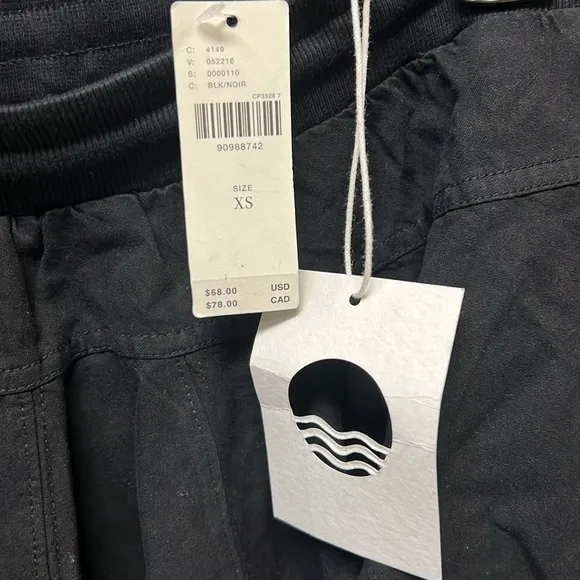 C: 4149
V: 052216
S: 0000110
C: BLK/NOIR
CP3328 7
90988742
SIZE
XS
$68.00 USD
$78.00 CAD